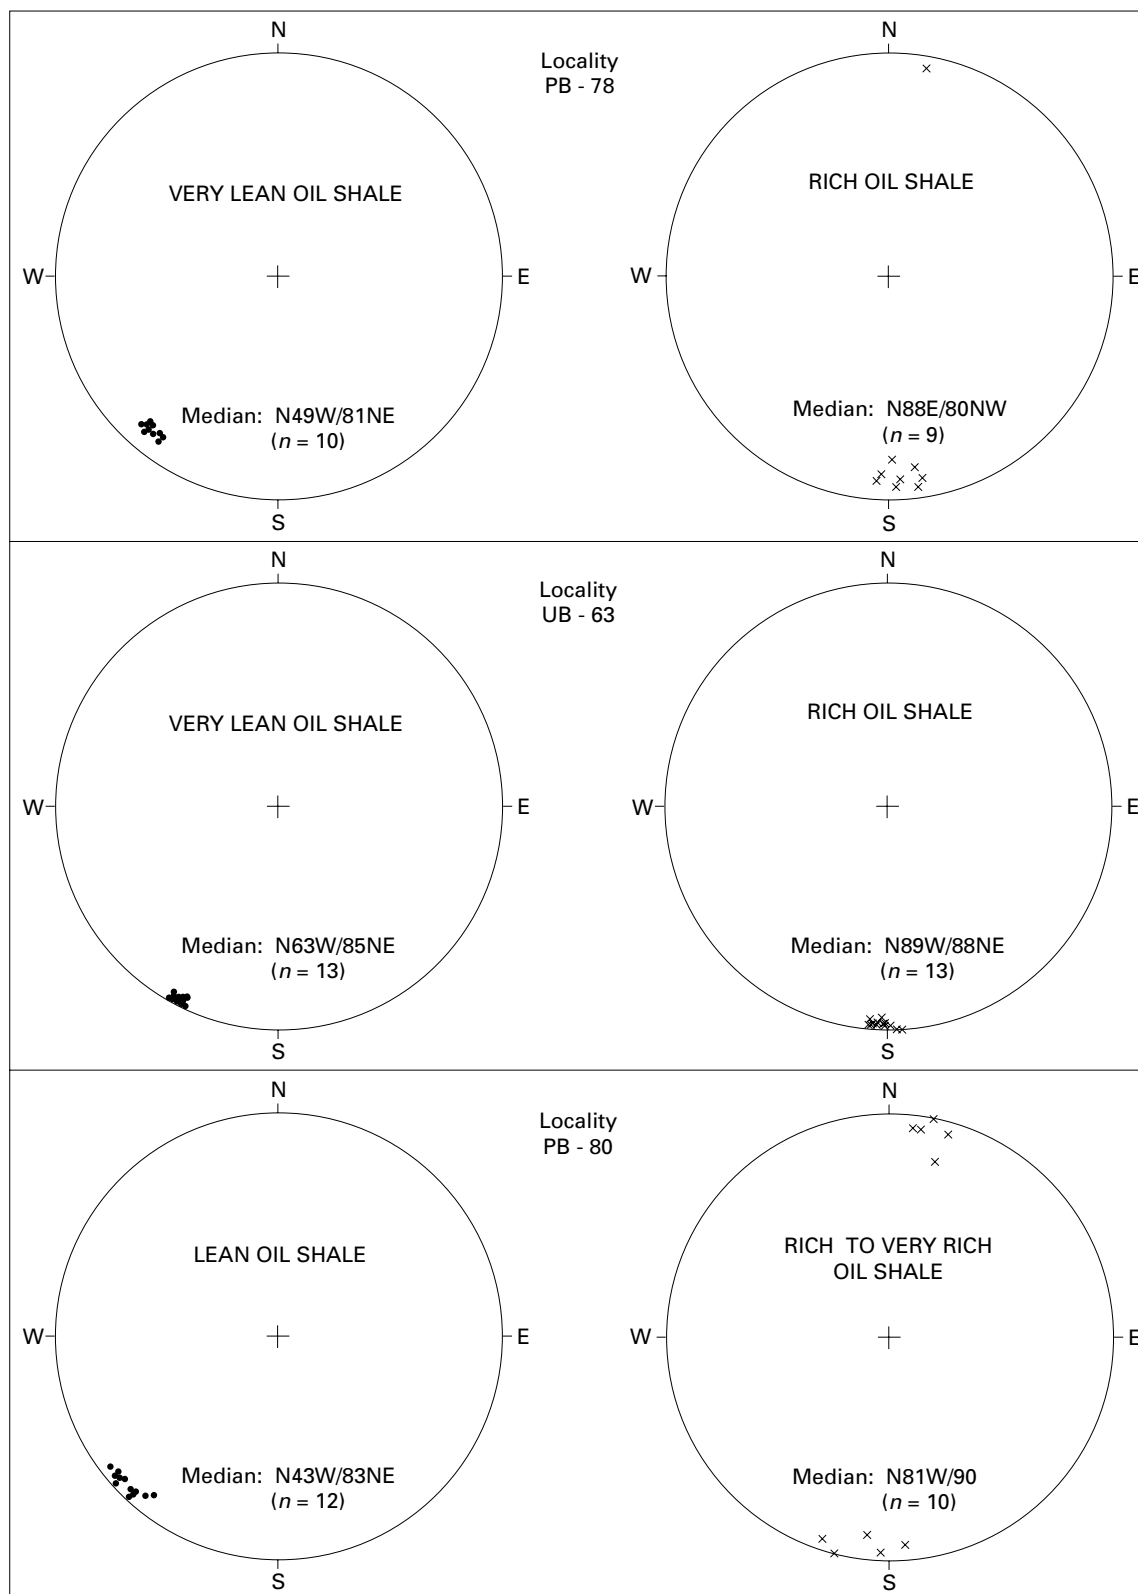 Locality
PB - 78
N
W
E
S
VERY LEAN OIL SHALE
Median: N49W/81NE
(n = 10)
N
W
E
S
RICH OIL SHALE
Median: N88E/80NW
(n = 9)
Locality
UB - 63
N
W
E
S
VERY LEAN OIL SHALE
Median: N63W/85NE
(n = 13)
N
W
E
S
RICH OIL SHALE
Median: N89W/88NE
(n = 13)
Locality
PB - 80
N
W
E
S
LEAN OIL SHALE
Median: N43W/83NE
(n = 12)
N
W
E
S
RICH TO VERY RICH
OIL SHALE
Median: N81W/90
(n = 10)